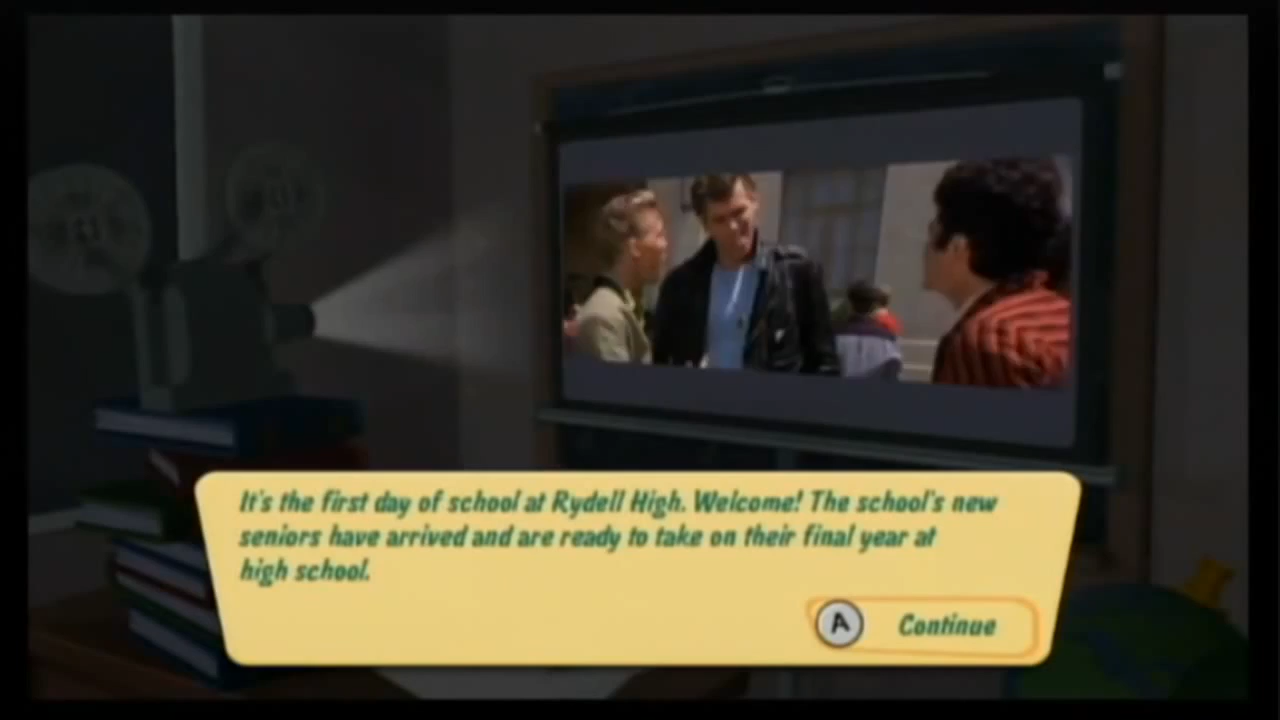 It's the first day of school at Rydell High. Welcome! The school's new
seniors have arrived and are ready to take on their final year at
high school.
A Continue